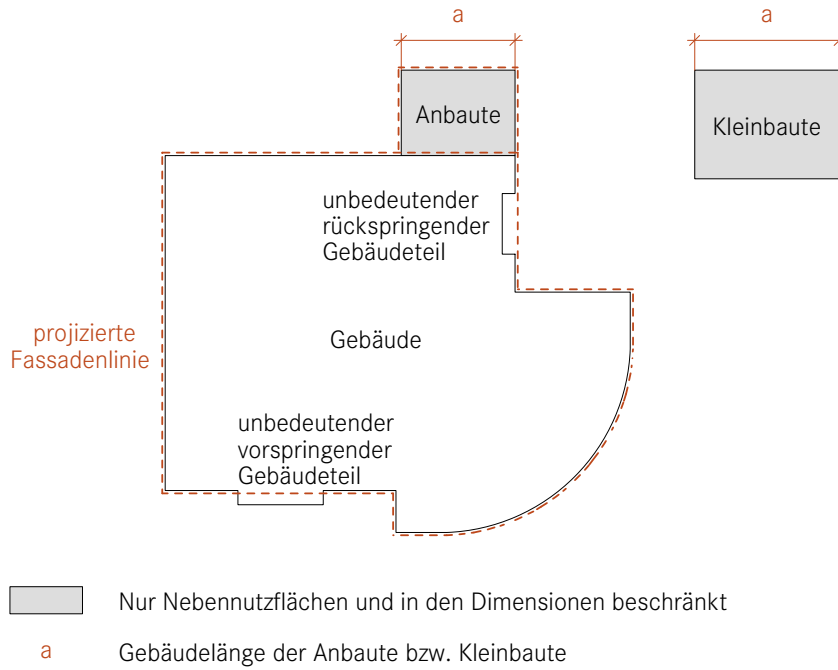 a
a
Anbaute
Kleinbaute
unbedeutender
rückspringender
Gebäudeteil
projizierte
Fassadenlinie
Gebäude
unbedeutender
vorspringender
Gebäudeteil
Nur Nebennutzflächen und in den Dimensionen beschränkt
a Gebäudelänge der Anbaute bzw. Kleinbaute